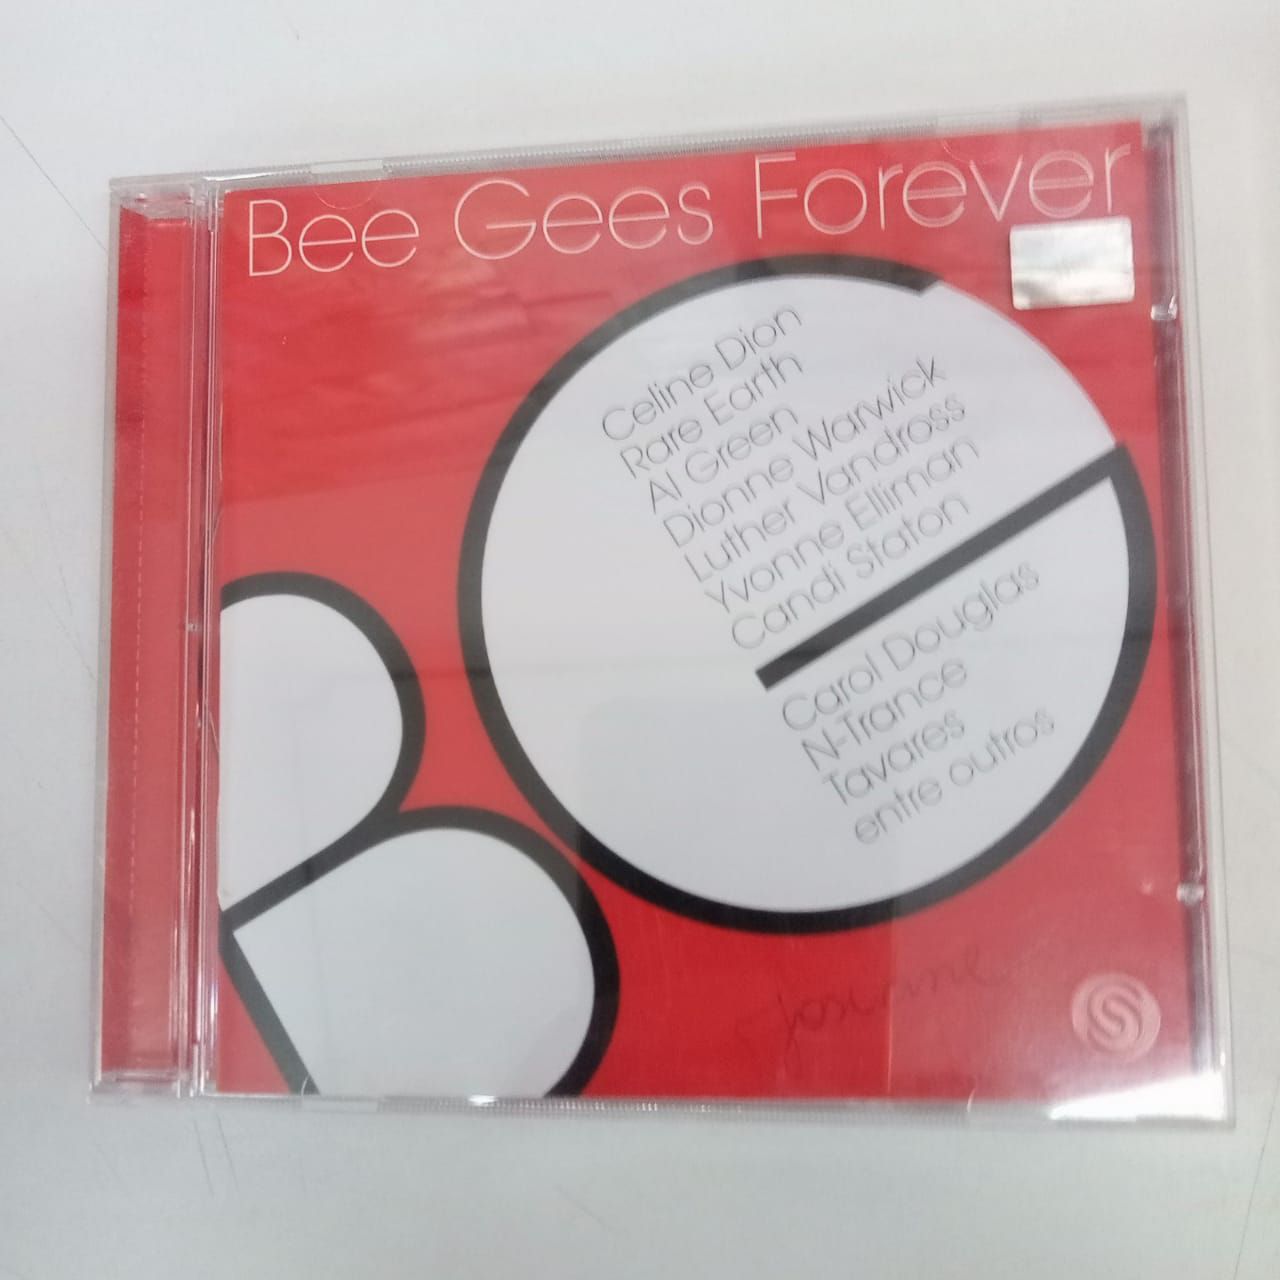 Bee Gees Forever
Celine Dion
Rare Earth
Al Green
Dionne Warwick
Luther Vandross
Yvonne Elliman
Candi Staton
Carol Douglas
N-Trance
Tavares
entre outros